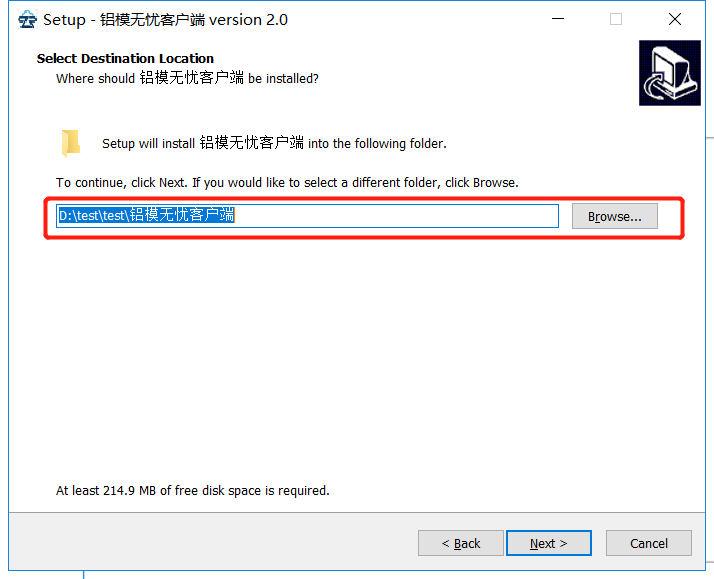 Setup - 铝模无忧客户端 version 2.0
Select Destination Location
Where should 铝模无忧客户端 be installed?
Setup will install 铝模无忧客户端 into the following folder.
To continue, click Next. If you would like to select a different folder, click Browse.
D:\test\test\铝模无忧客户端
Browse...
At least 214.9 MB of free disk space is required.
< Back
Next >
Cancel